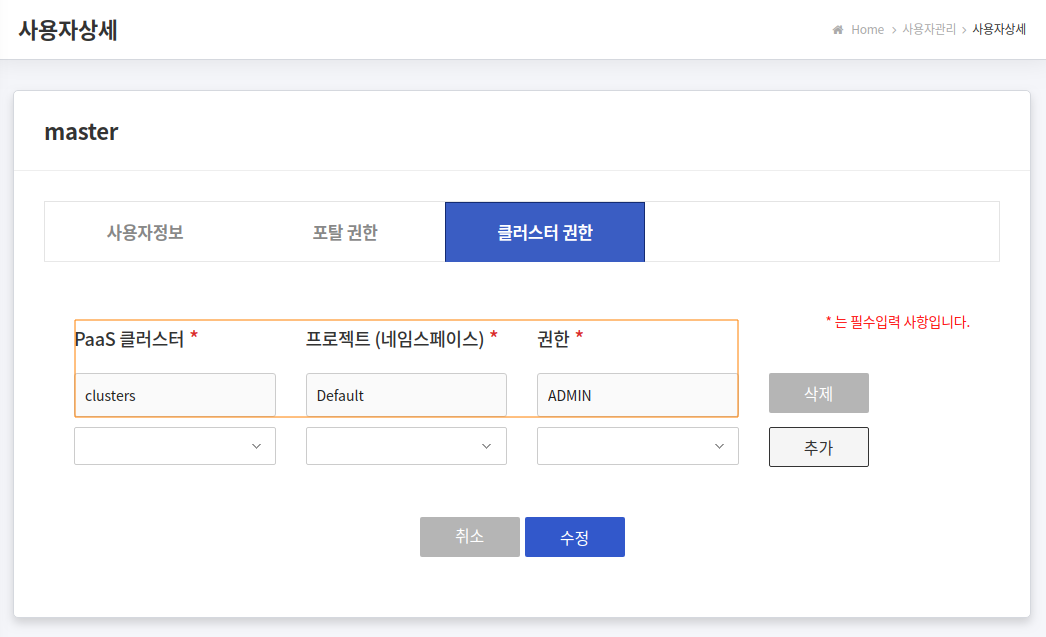 사용자상세
Home > 사용자관리 > 사용자상세
master
사용자정보 포탈 권한 클러스터 권한
* 는 필수입력 사항입니다.
PaaS 클러스터 * 프로젝트 (네임스페이스) * 권한 *
clusters Default ADMIN 삭제
추가
취소 수정